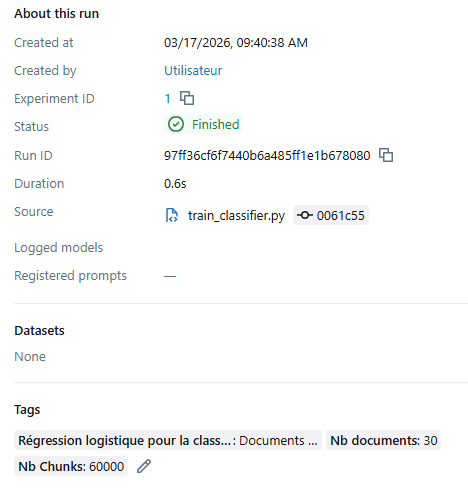 About this run
Created at 03/17/2026, 09:40:38 AM
Created by Utilisateur
Experiment ID 1
Status Finished
Run ID 97ff36cf6f7440b6a485ff1e1b678080
Duration 0.6s
Source train_classifier.py 0061c55
Logged models
Registered prompts —
Datasets
None
Tags
Régression logistique pour la class...: Documents ... Nb documents: 30
Nb Chunks: 60000